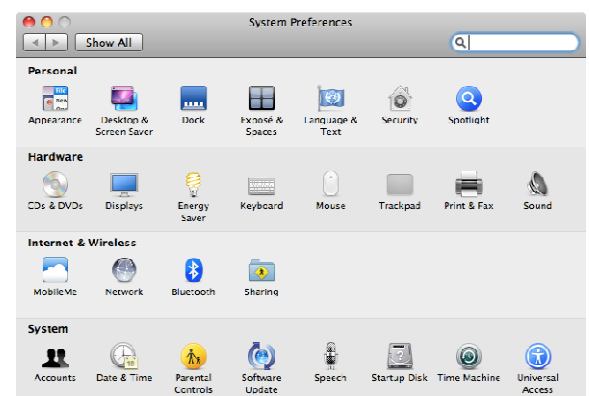 System Preferences
Show All
Personal
Appearance
Desktop &
Screen Saver
Dock
Exposé &
Spaces
Language &
Text
Security
Spotlight
Hardware
CDs & DVDs
Displays
Energy
Saver
Keyboard
Mouse
Trackpad
Print & Fax
Sound
Internet & Wireless
MobileMe
Network
Bluetooth
Sharing
System
Accounts
Date & Time
Parental
Controls
Software
Update
Speech
Startup Disk
Time Machine
Universal
Access